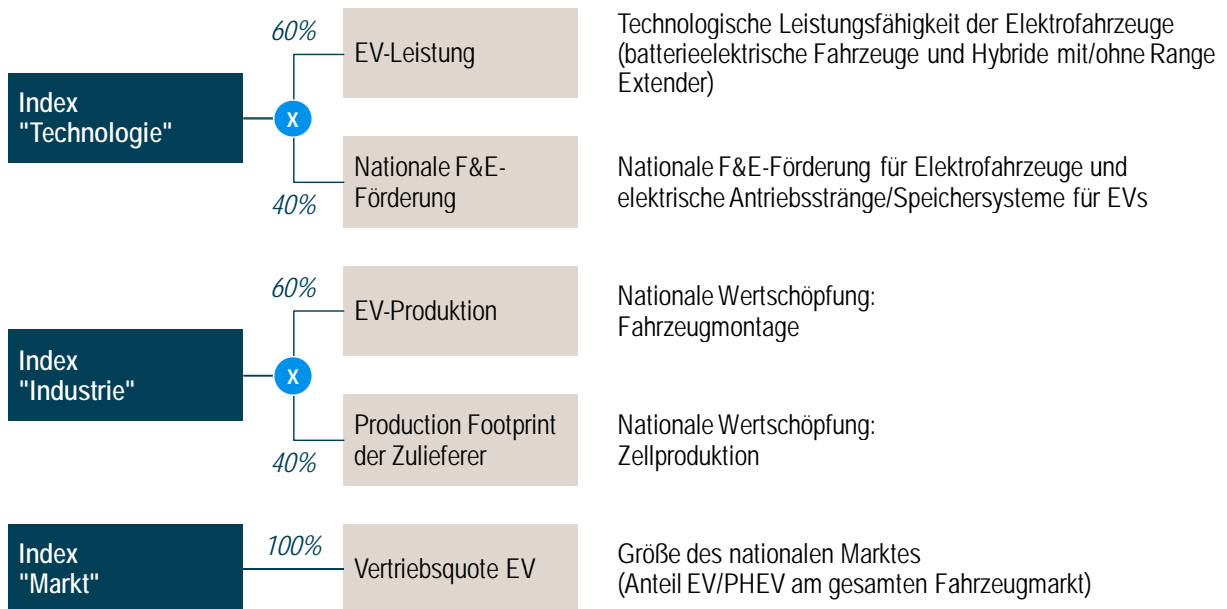 60%
EV-Leistung
Technologische Leistungsfähigkeit der Elektrofahrzeuge
(batterieelektrische Fahrzeuge und Hybride mit/ohne Range
Extender)
Index
"Technologie"
X
40%
Nationale F&E-
Förderung
Nationale F&E-Förderung für Elektrofahrzeuge und
elektrische Antriebsstränge/Speichersysteme für EVs
60%
EV-Produktion
Nationale Wertschöpfung:
Fahrzeugmontage
Index
"Industrie"
X
40%
Production Footprint
der Zulieferer
Nationale Wertschöpfung:
Zellproduktion
Index
"Markt"
100%
Vertriebsquote EV
Größe des nationalen Marktes
(Anteil EV/PHEV am gesamten Fahrzeugmarkt)